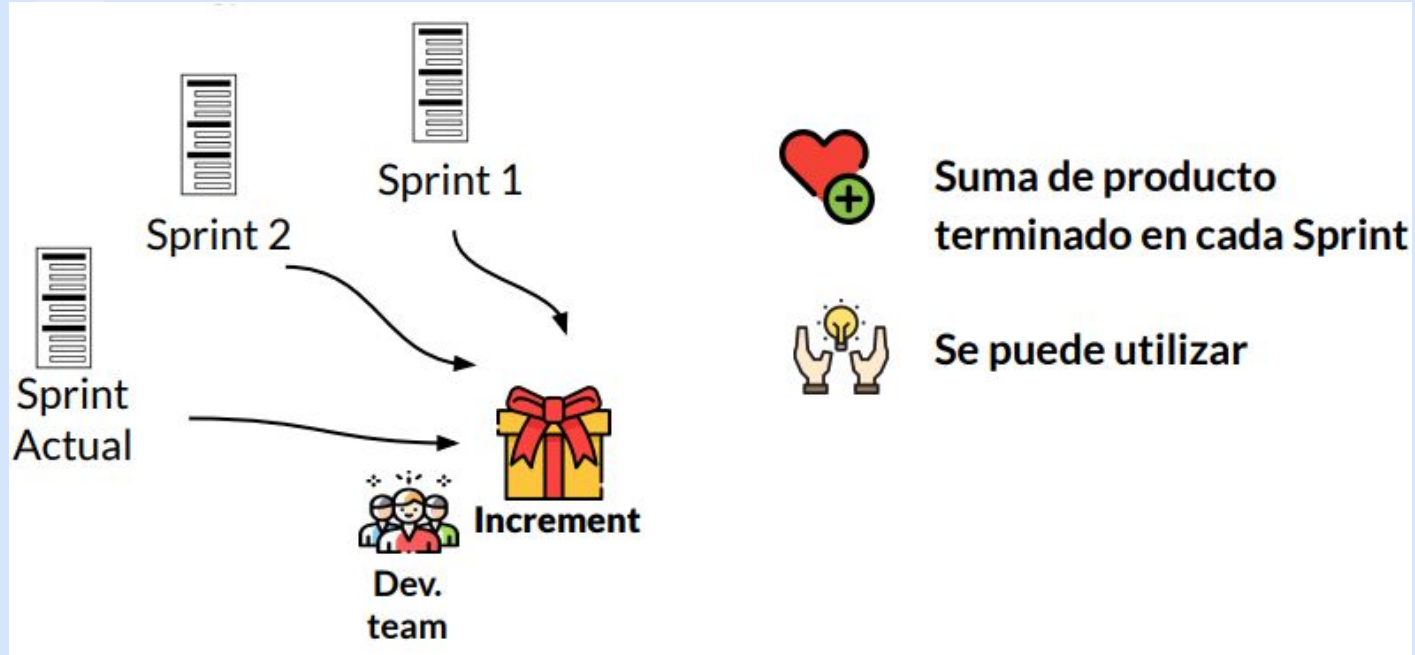 Sprint 1
Sprint 2
Sprint
Actual
Increment
Dev.
team
Suma de producto
terminado en cada Sprint
Se puede utilizar